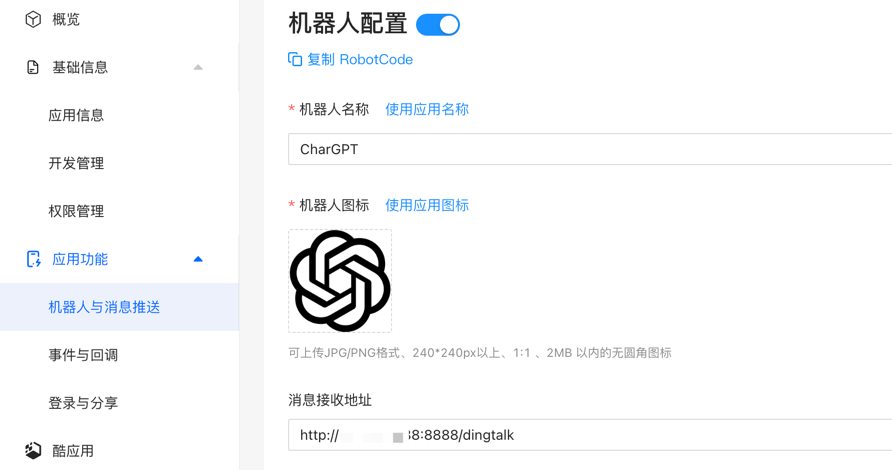 概览
基础信息
应用信息
开发管理
权限管理
应用功能
机器人与消息推送
事件与回调
登录与分享
酷应用
机器人配置
复制 RobotCode
* 机器人名称 使用应用名称
CharGPT
* 机器人图标 使用应用图标
可上传JPG/PNG格式、240*240px以上、1:1 、2MB 以内的无圆角图标
消息接收地址
http:// 38:8888/dingtalk